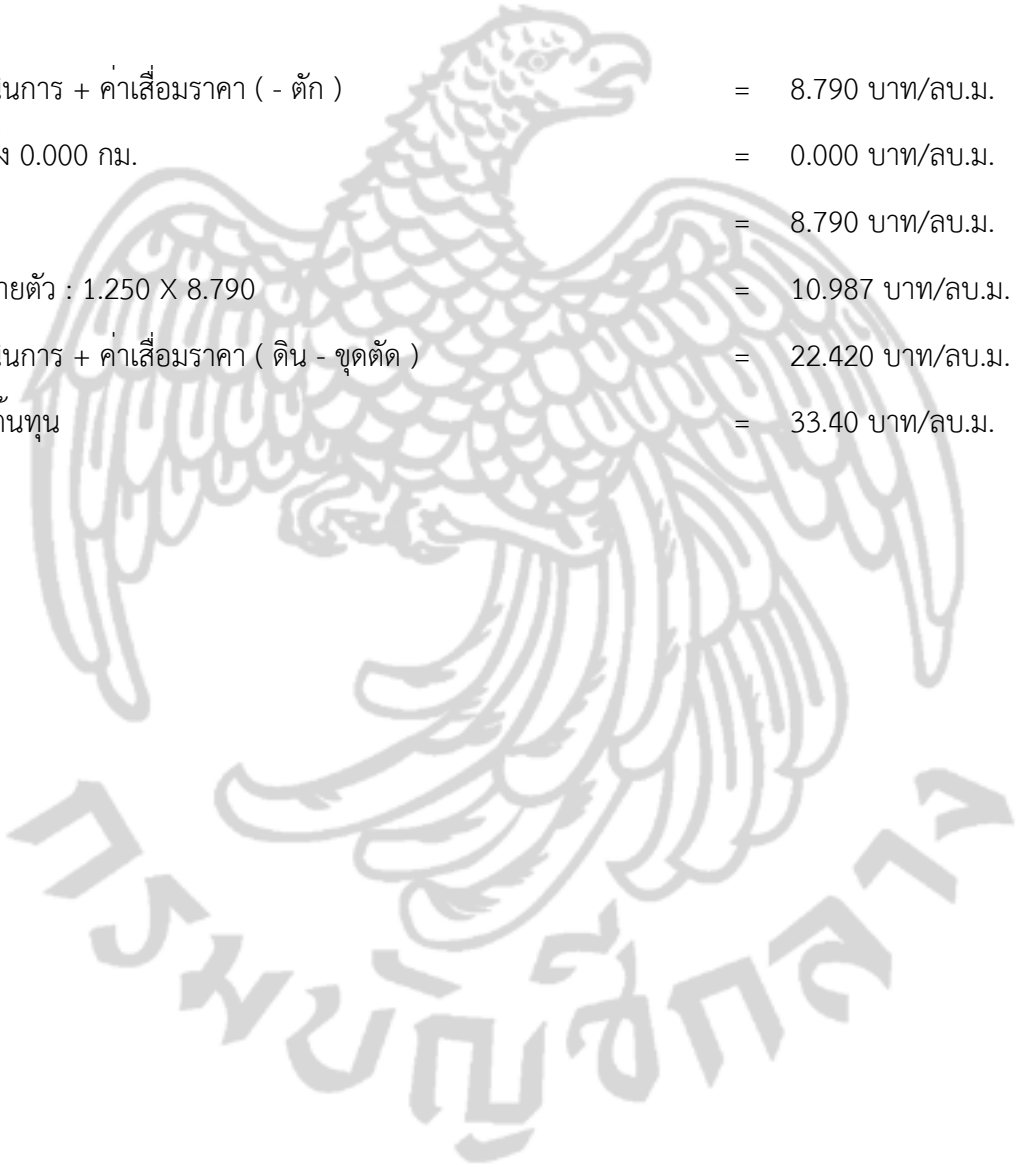 นินการ + ค่าเสื่อมราคา ( - ตัก ) = 8.790 บาท/ลบ.ม.
ง 0.000 กม. = 0.000 บาท/ลบ.ม.
= 8.790 บาท/ลบ.ม.
ายตัว : 1.250 X 8.790 = 10.987 บาท/ลบ.ม.
นินการ + ค่าเสื่อมราคา ( ดิน - ขุดตัด ) = 22.420 บาท/ลบ.ม.
้นทุน = 33.40 บาท/ลบ.ม.
กรมบัญชีกลาง